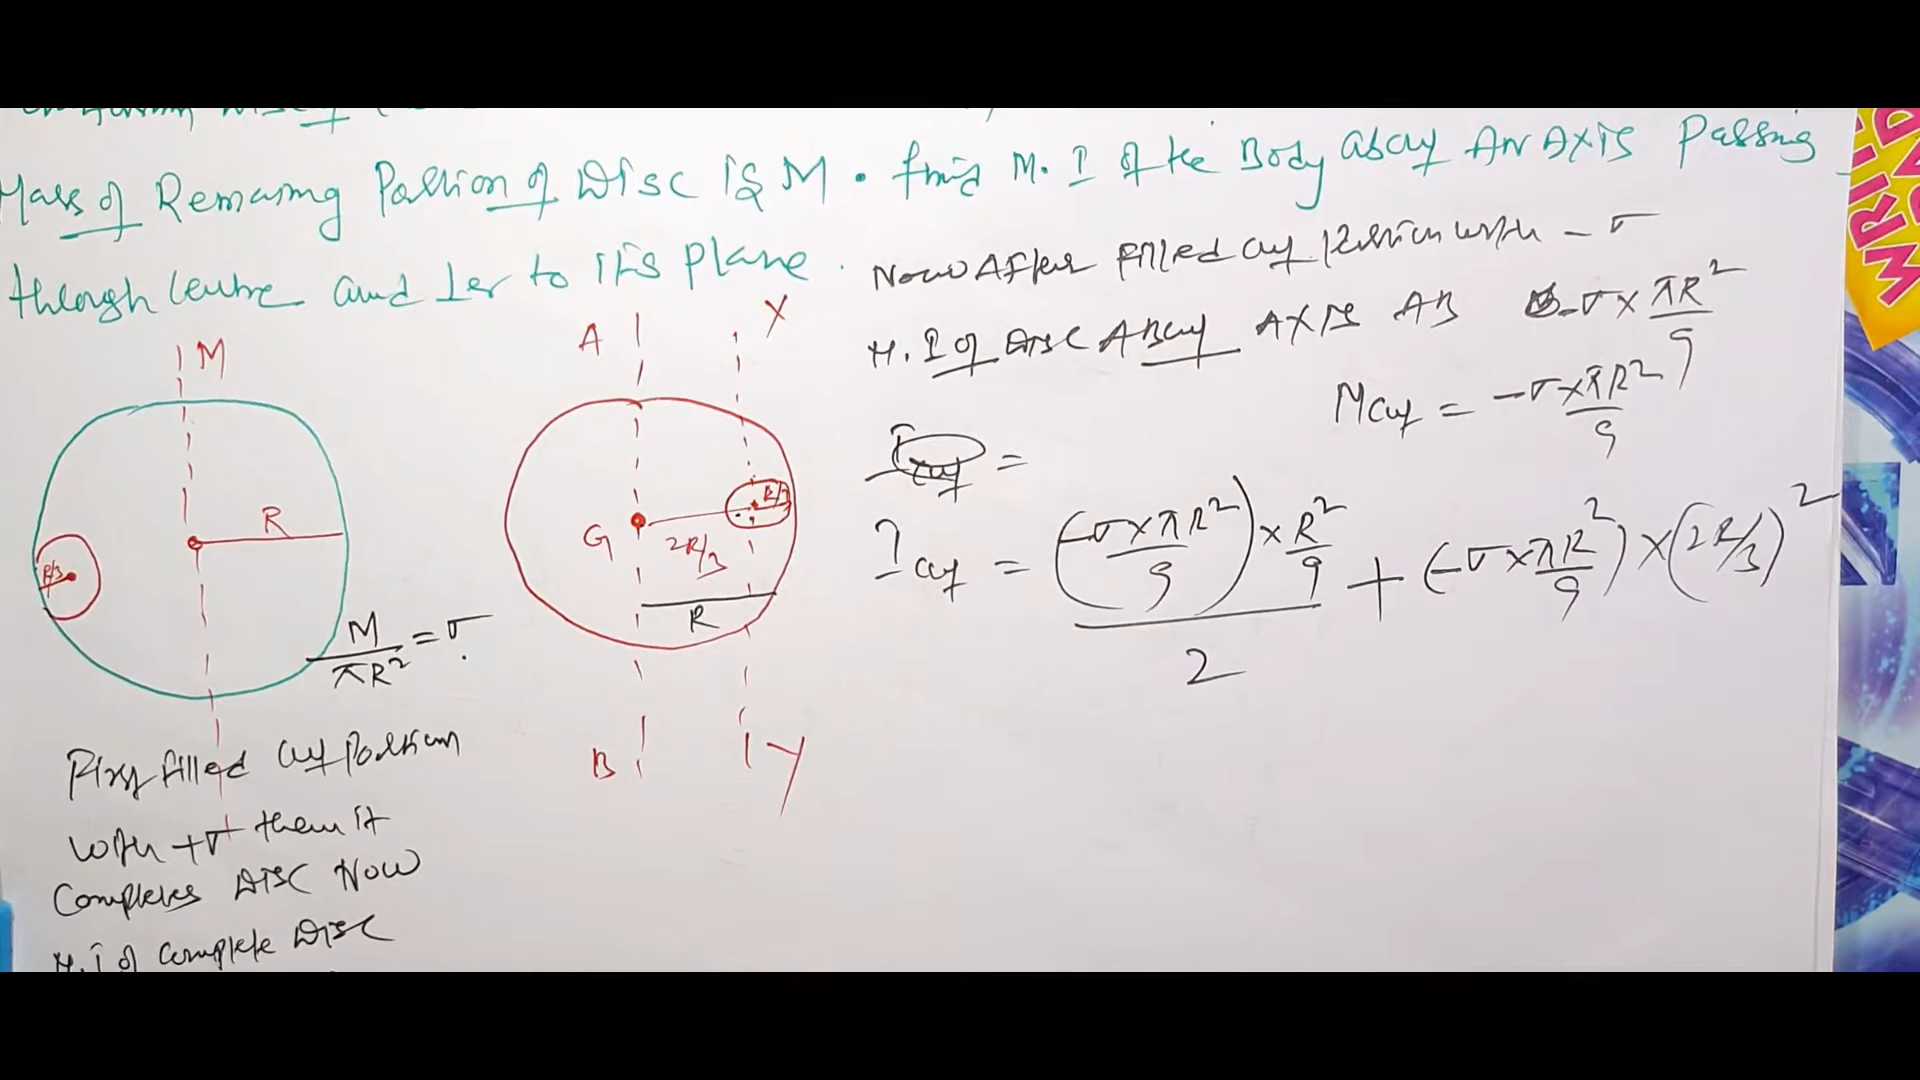 Mass of Remaining Portion of Disc is M. find M.I of the Body about An Axis Passing
through Centre and ⊥er to its plane.
Now After filled cut portion with - σ
M.I of Disc About Axis AB
-σ × πR²/9
Mcut = -σ × πR²/9
Icut =
Icut = (-σ × πR²/9) × R²/9 / 2 + (-σ × πR²/9) × (2R/3)²
M
R
R/3
M/πR² = σ
A
X
G
R/3
2R/3
R
B
Y
First filled cut portion
with +σ then it
Completes Disc Now
M.I of complete Disc